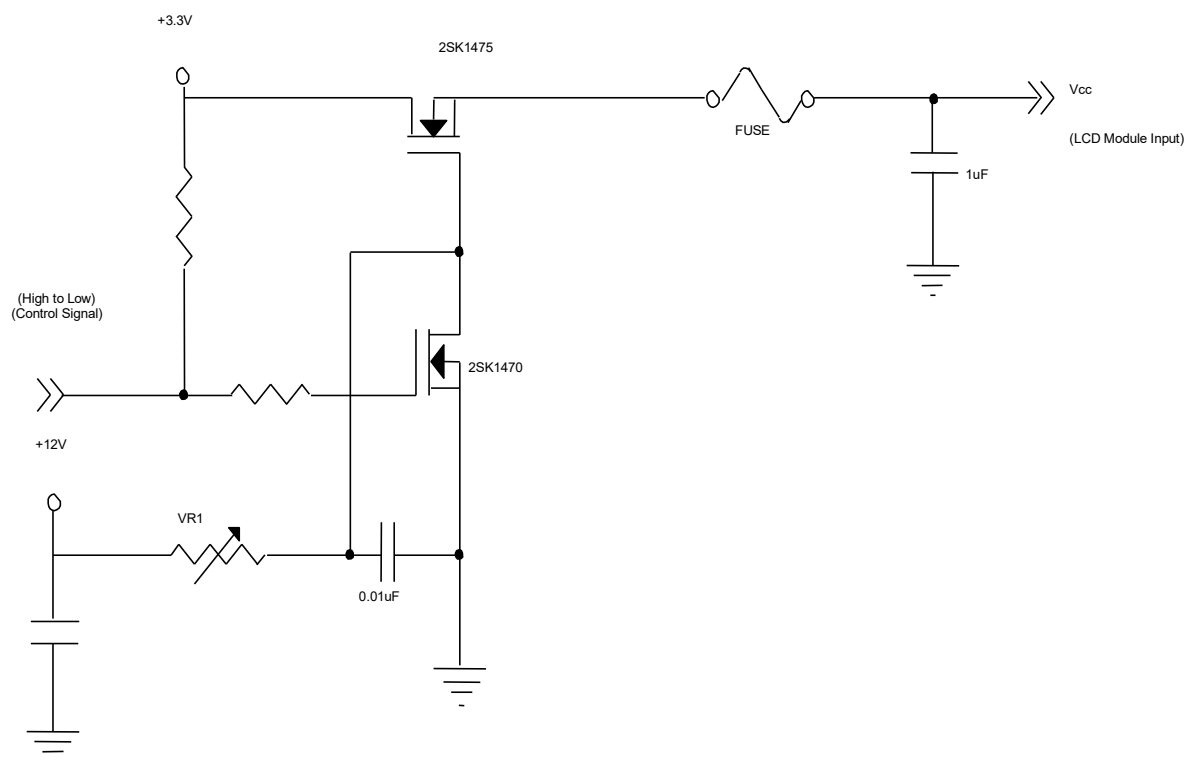 +3.3V
2SK1475
Vcc
FUSE
(LCD Module Input)
1uF
(High to Low)
(Control Signal)
2SK1470
+12V
VR1
0.01uF